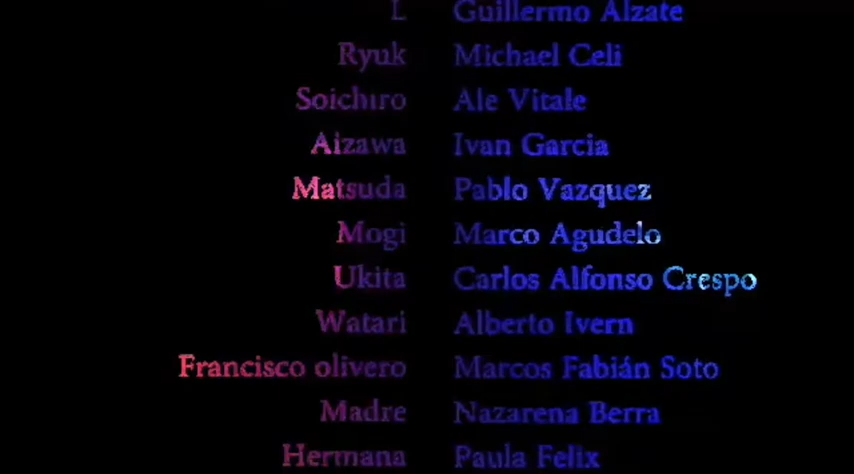 L Guillermo Alzate
Ryuk Michael Celi
Soichiro Ale Vitale
Aizawa Ivan Garcia
Matsuda Pablo Vazquez
Mogi Marco Agudelo
Ukita Carlos Alfonso Crespo
Watari Alberto Ivern
Francisco olivero Marcos Fabián Soto
Madre Nazarena Berra
Hermana Paula Felix